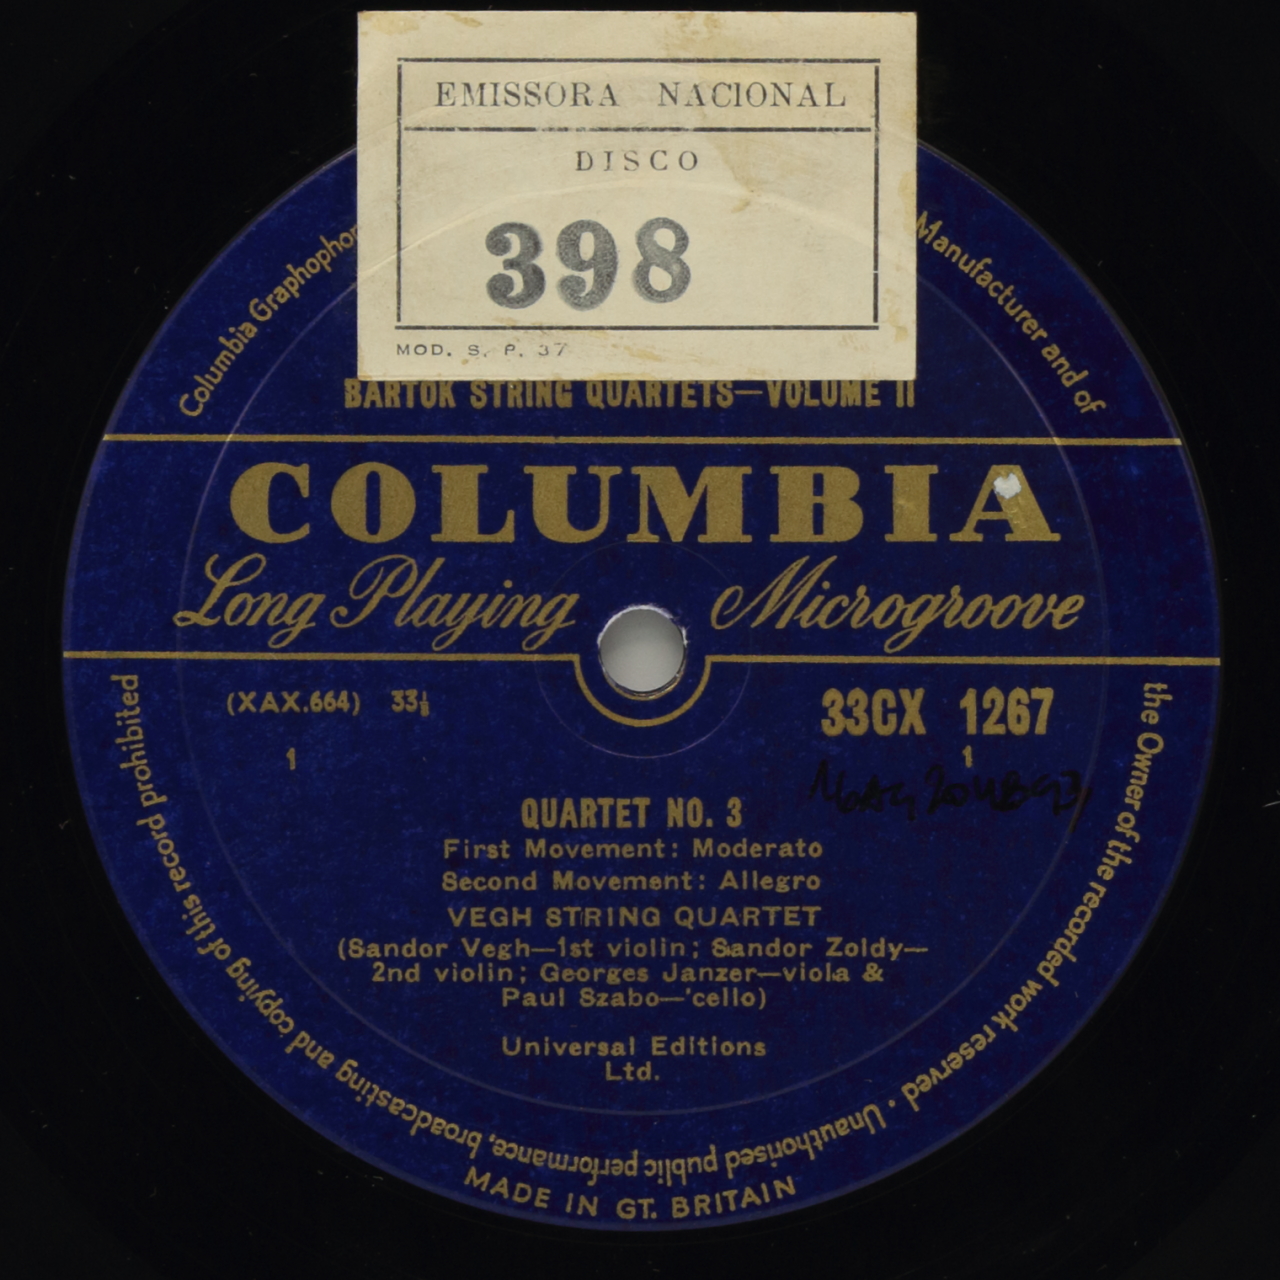 EMISSORA NACIONAL
DISCO
398
MOD. S. P. 37
BARTOK STRING QUARTETS—VOLUME II
COLUMBIA
Long Playing Microgroove
(XAX.664) 33⅓
33CX 1267
1
1
QUARTET NO. 3
First Movement: Moderato
Second Movement: Allegro
VEGH STRING QUARTET
(Sandor Vegh—1st violin; Sandor Zoldy—
2nd violin; Georges Janzer—viola &
Paul Szabo—'cello)
Universal Editions
Ltd.
Columbia
Manufacturer and of
the Owner of the recorded work reserved · Unauthorised public performance, broadcasting and copying of this record prohibited
MADE IN GT. BRITAIN